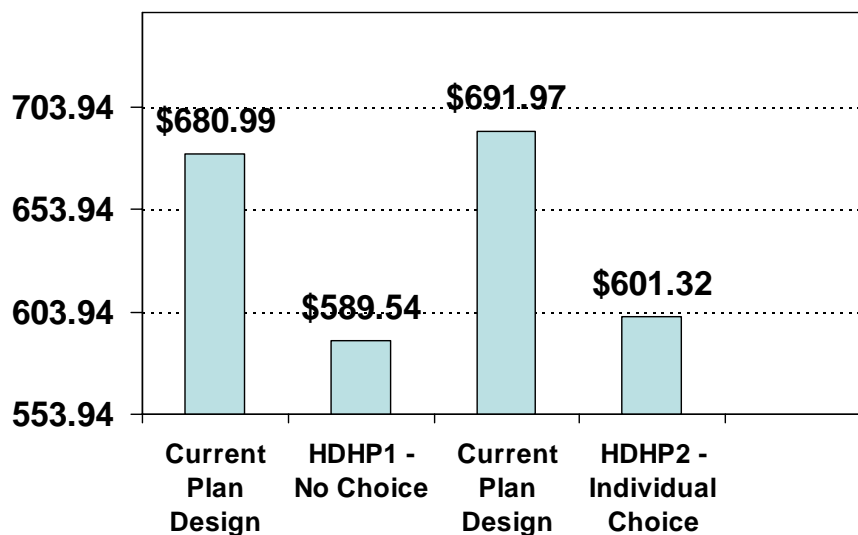 703.94
653.94
603.94
553.94
$680.99
$589.54
$691.97
$601.32
Current
Plan
Design
HDHP1 -
No Choice
Current
Plan
Design
HDHP2 -
Individual
Choice